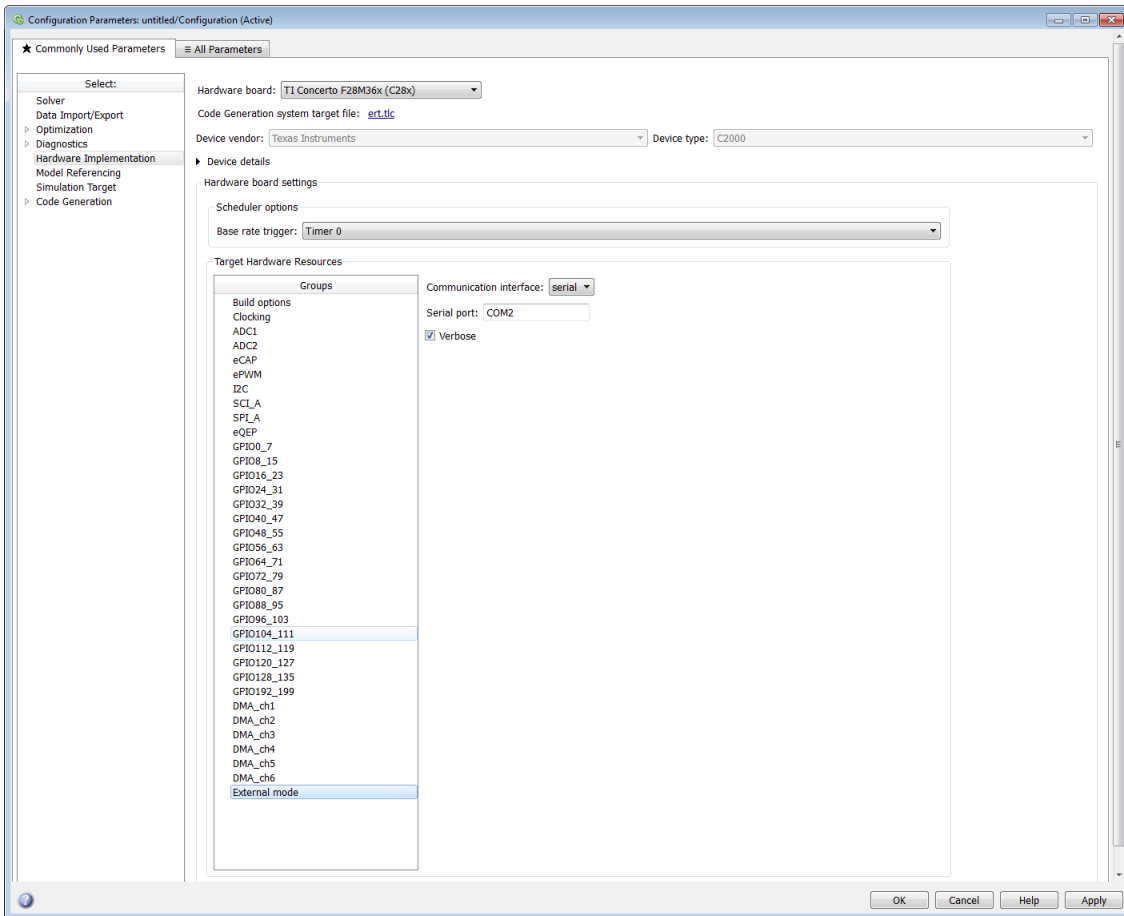 Configuration Parameters: untitled/Configuration (Active)
★ Commonly Used Parameters
≡ All Parameters
Select:
Solver
Data Import/Export
Optimization
Diagnostics
Hardware Implementation
Model Referencing
Simulation Target
Code Generation
Hardware board: TI Concerto F28M36x (C28x)
Code Generation system target file: ert.tlc
Device vendor: Texas Instruments Device type: C2000
Device details
Hardware board settings
Scheduler options
Base rate trigger: Timer 0
Target Hardware Resources
Groups
Build options
Clocking
ADC1
ADC2
eCAP
ePWM
I2C
SCI_A
SPI_A
eQEP
GPIO0_7
GPIO8_15
GPIO16_23
GPIO24_31
GPIO32_39
GPIO40_47
GPIO48_55
GPIO56_63
GPIO64_71
GPIO72_79
GPIO80_87
GPIO88_95
GPIO96_103
GPIO104_111
GPIO112_119
GPIO120_127
GPIO128_135
GPIO192_199
DMA_ch1
DMA_ch2
DMA_ch3
DMA_ch4
DMA_ch5
DMA_ch6
External mode
Communication interface: serial
Serial port: COM2
Verbose
OK
Cancel
Help
Apply